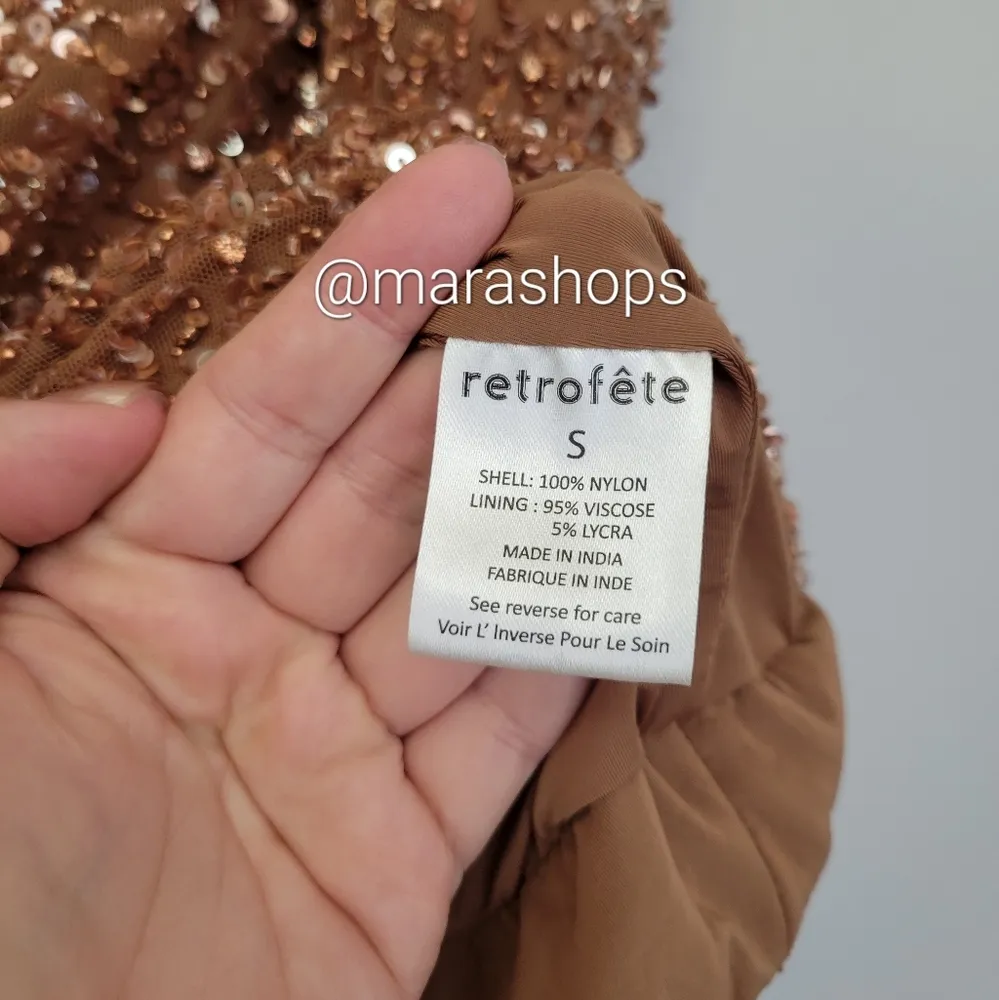 @marashops
retrofête
S
SHELL: 100% NYLON
LINING : 95% VISCOSE
5% LYCRA
MADE IN INDIA
FABRIQUE IN INDE
See reverse for care
Voir L' Inverse Pour Le Soin